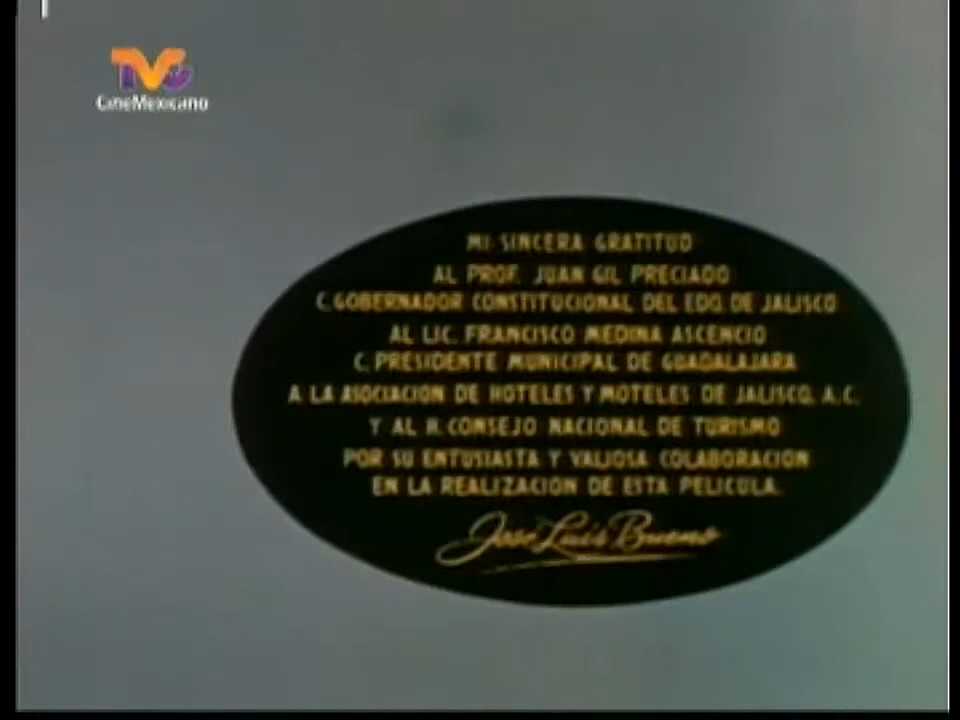 TVC
CineMexicano
MI SINCERA GRATITUD
AL PROF. JUAN GIL PRECIADO
C. GOBERNADOR CONSTITUCIONAL DEL EDO. DE JALISCO
AL LIC. FRANCISCO MEDINA ASCENCIO
C. PRESIDENTE MUNICIPAL DE GUADALAJARA
A LA ASOCIACION DE HOTELES Y MOTELES DE JALISCO, A.C.
Y AL H. CONSEJO NACIONAL DE TURISMO
POR SU ENTUSIASTA Y VALIOSA COLABORACION
EN LA REALIZACION DE ESTA PELICULA.
Jose Luis Bueno